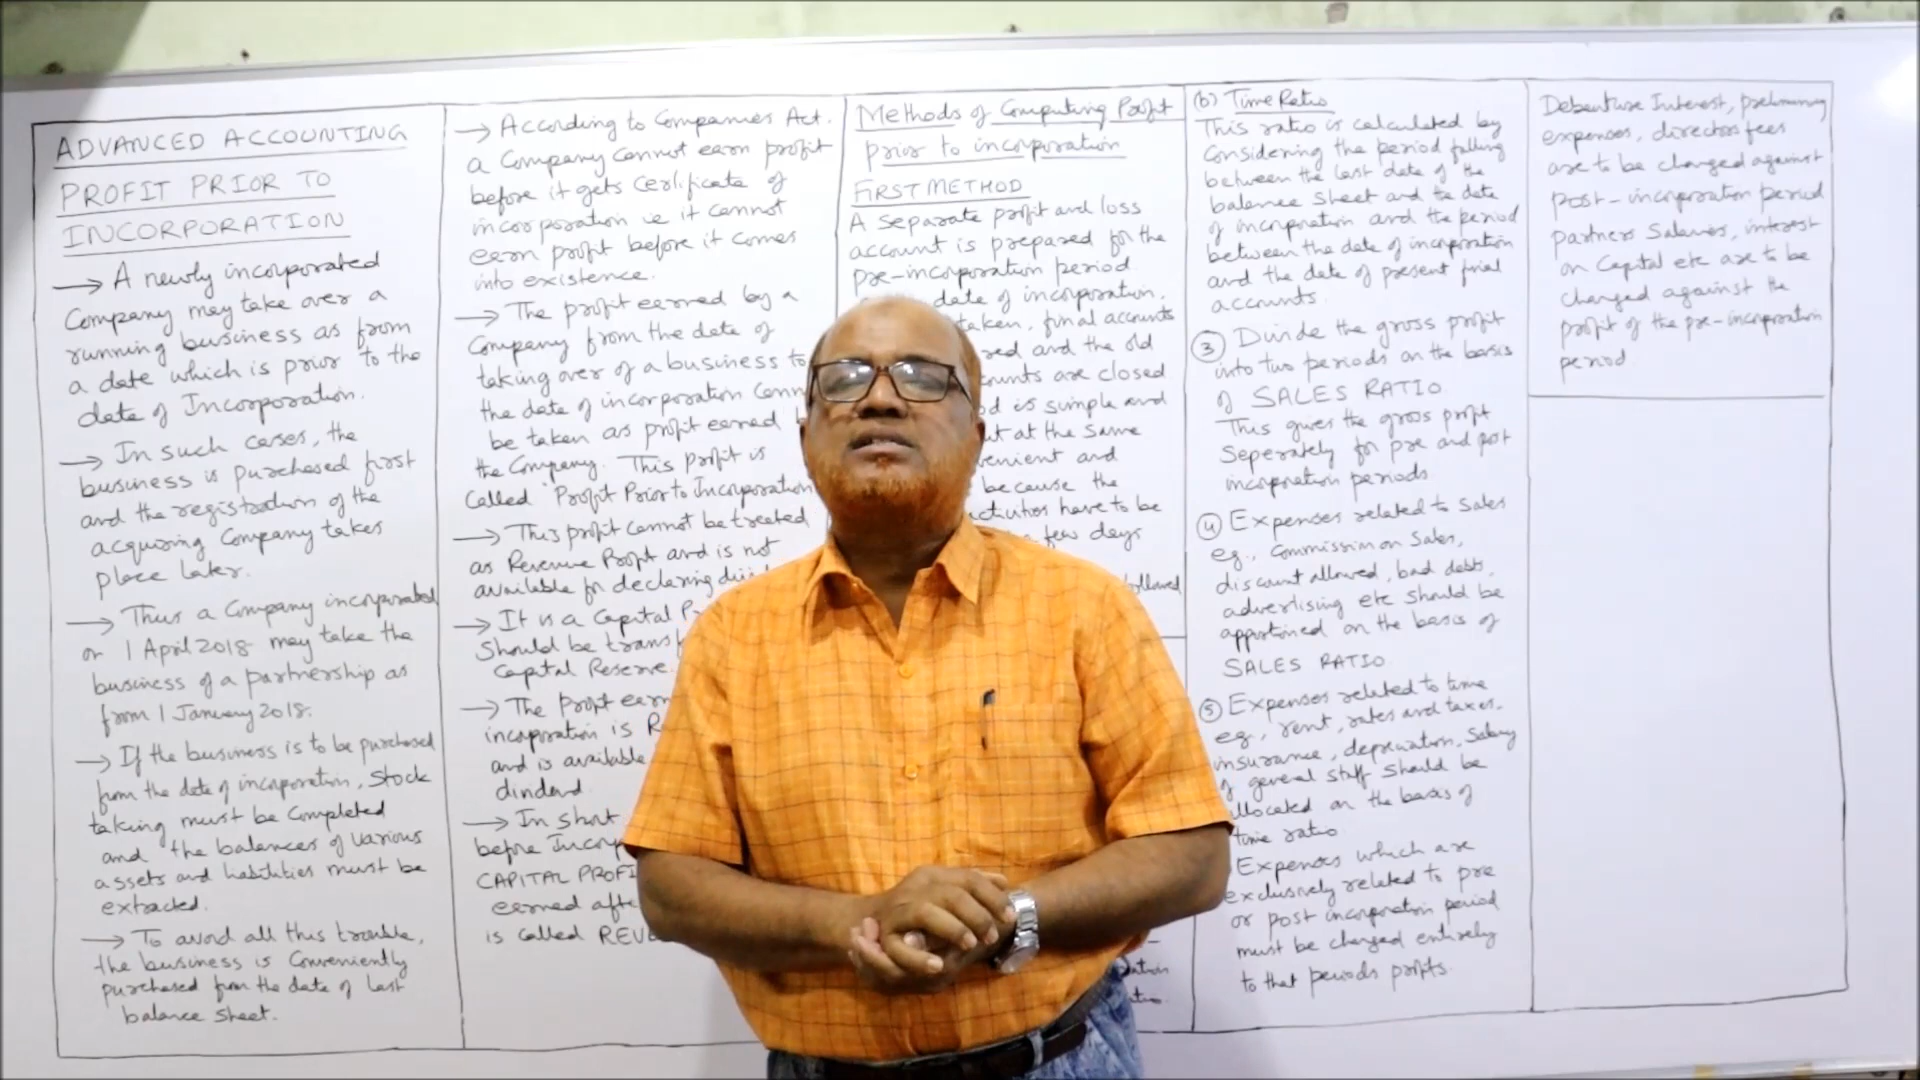 ADVANCED ACCOUNTING
PROFIT PRIOR TO
INCORPORATION
→ A newly incorporated
Company may take over a
running business as from
a date which is prior to the
date of Incorporation.
→ In such cases, the
business is purchased first
and the registration of the
acquiring Company takes
place later.
→ Thus a Company incorporated
on 1 April 2018 may take the
business of a partnership as
from 1 January 2018.
→ If the business is to be purchased
from the date of incorporation, Stock
taking must be Completed
and the balances of various
assets and liabilities must be
extracted.
→ To avoid all this trouble,
the business is Conveniently
purchased from the date of last
balance sheet.
→ According to Companies Act.
a Company cannot earn profit
before it gets Certificate of
incorporation ie it cannot
earn profit before it comes
into existence.
→ The profit earned by a
Company from the date of
taking over of a business to
the date of incorporation
be taken as profit earned
the Company. This profit is
Called 'Profit Prior to Incorporation
→ This profit cannot be treated
as Revenue Profit and is not
available for declaring
→ It is a Capital
Should be
Capital Reserve.
→ The profit
incorporation is
and is available
dividend
→ In short
before
CAPITAL
earned
is called
Methods of Computing Profit
prior to incorporation
FIRST METHOD
A separate profit and loss
account is prepared for the
pre-incorporation period.
date of incorporation,
taken, final accounts
and the old
are closed
is simple and
at the same
and
because the
have to be
few days
(b) Time Ratio
This ratio is calculated by
Considering the period falling
between the last date of the
balance sheet and the date
of incorporation and the period
between the date of incorporation
and the date of present final
accounts.
③ Divide the gross profit
into two periods on the basis
of SALES RATIO.
This gives the gross profit
Seperately for pre and post
incorporation periods.
④ Expenses related to Sales
eg., Commission on Sales,
discount allowed, bad debts,
advertising etc should be
apportioned on the basis of
SALES RATIO.
⑤ Expenses related to time
eg., rent, rates and taxes,
insurance, depreciation, Salary
of general staff should be
allocated on the basis of
time ratio.
Expenses which are
exclusively related to pre
or post incorporation period
must be charged entirely
to that periods profits.
Debenture Interest, preliminary
expenses, directors fees
are to be charged against
post-incorporation period
partners Salaries, interest
on Capital etc are to be
charged against the
profit of the pre-incorporation
period